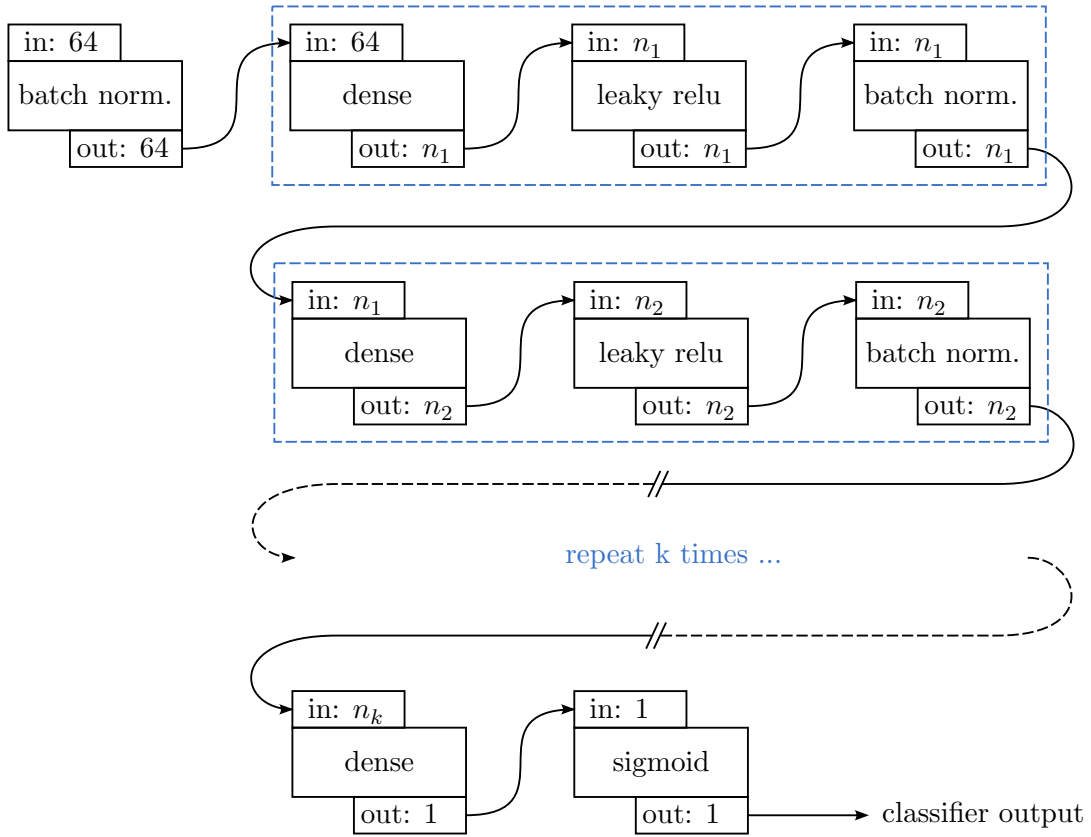 in: 64
batch norm.
out: 64
in: 64
dense
out: n₁
in: n₁
leaky relu
out: n₁
in: n₁
batch norm.
out: n₁
in: n₁
dense
out: n₂
in: n₂
leaky relu
out: n₂
in: n₂
batch norm.
out: n₂
repeat k times ...
in: nₖ
dense
out: 1
in: 1
sigmoid
out: 1
classifier output